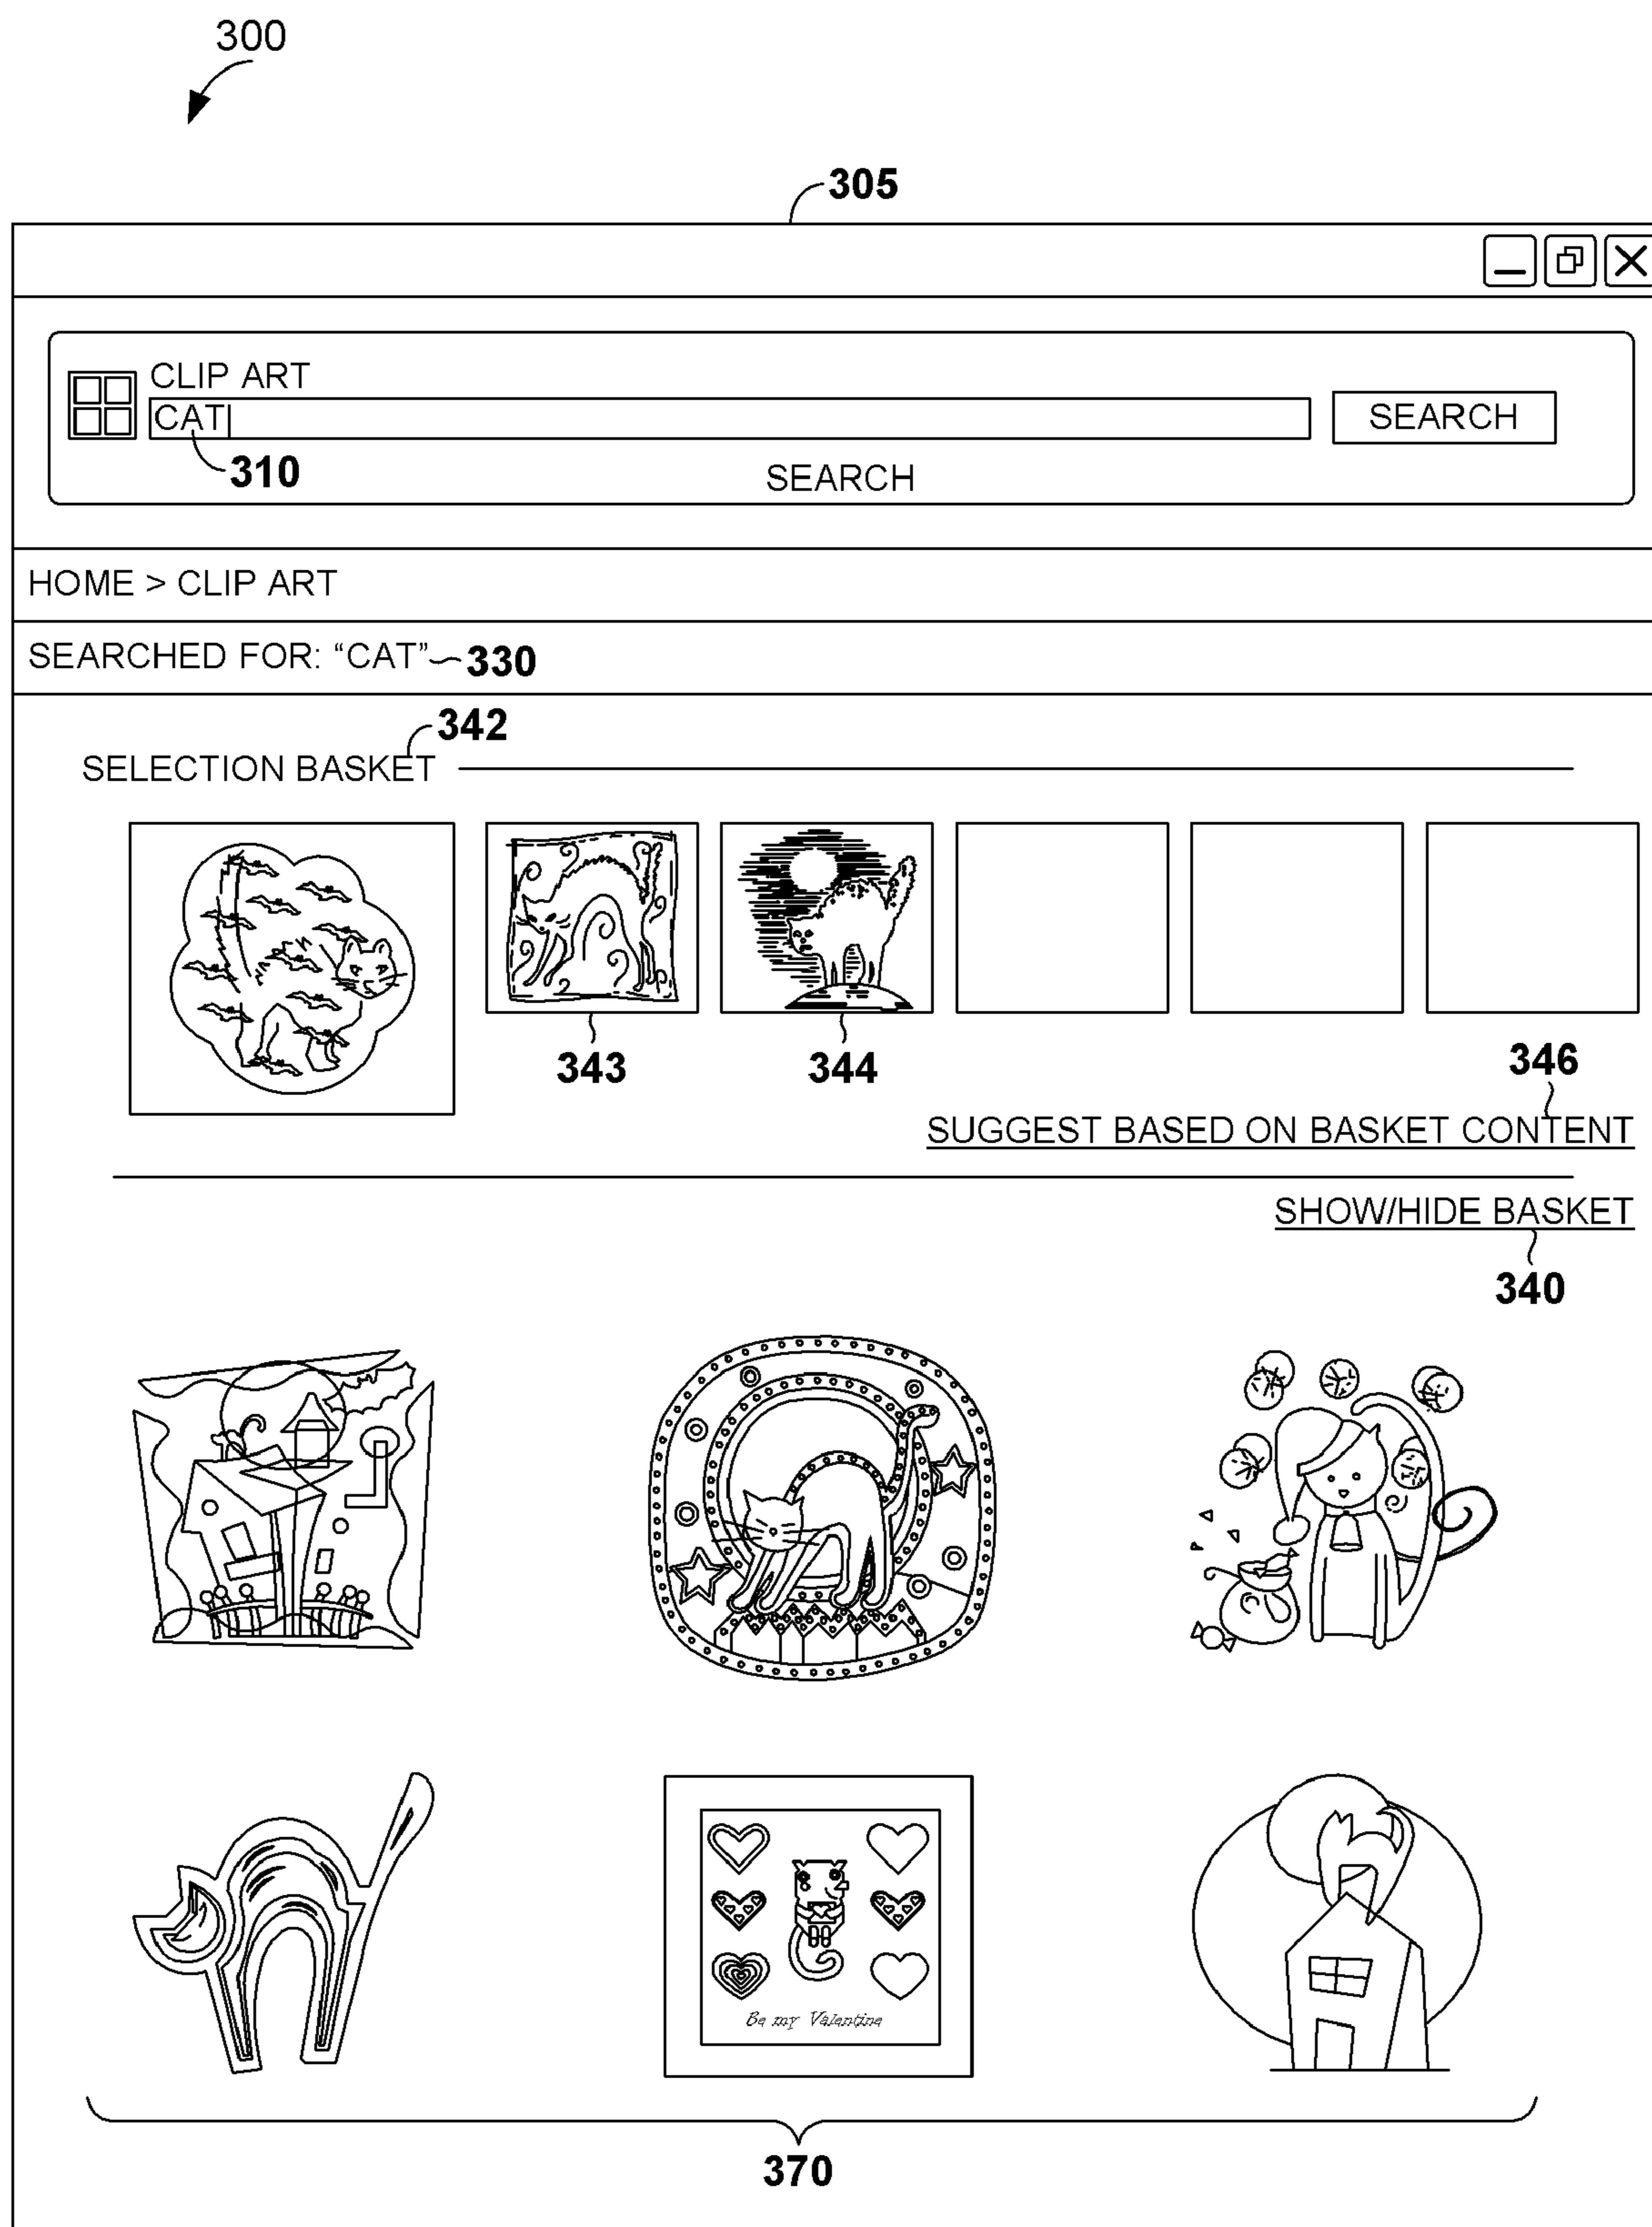 300
305
CLIP ART
CAT
SEARCH
310
SEARCH
HOME > CLIP ART
SEARCHED FOR: “CAT”
330
342
SELECTION BASKET
343
344
346
SUGGEST BASED ON BASKET CONTENT
SHOW/HIDE BASKET
340
Be my Valentine
370